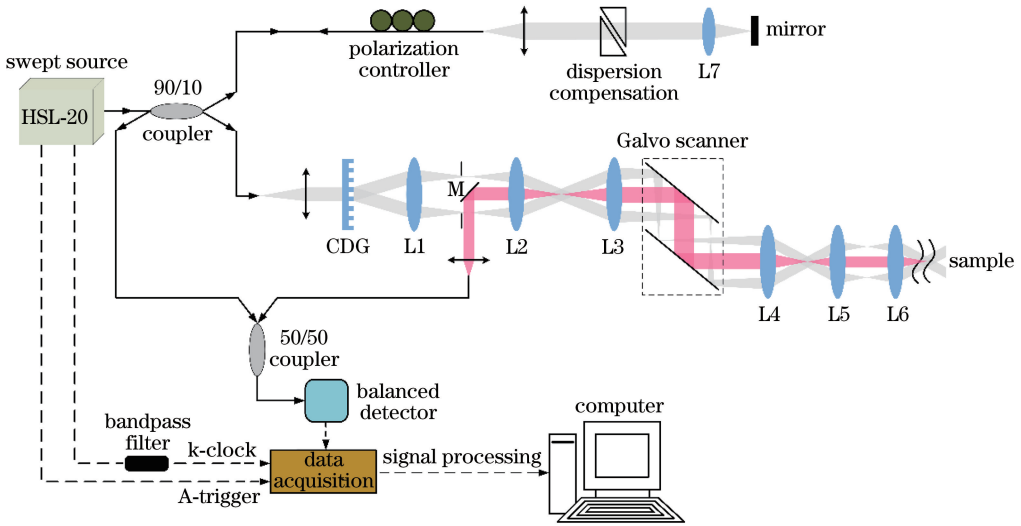 swept source
HSL-20
90/10
coupler
polarization
controller
dispersion
compensation
L7
mirror
Galvo scanner
CDG
L1
M
L2
L3
L4
L5
L6
sample
50/50
coupler
balanced
detector
bandpass
filter
k-clock
A-trigger
data
acquisition
signal processing
computer